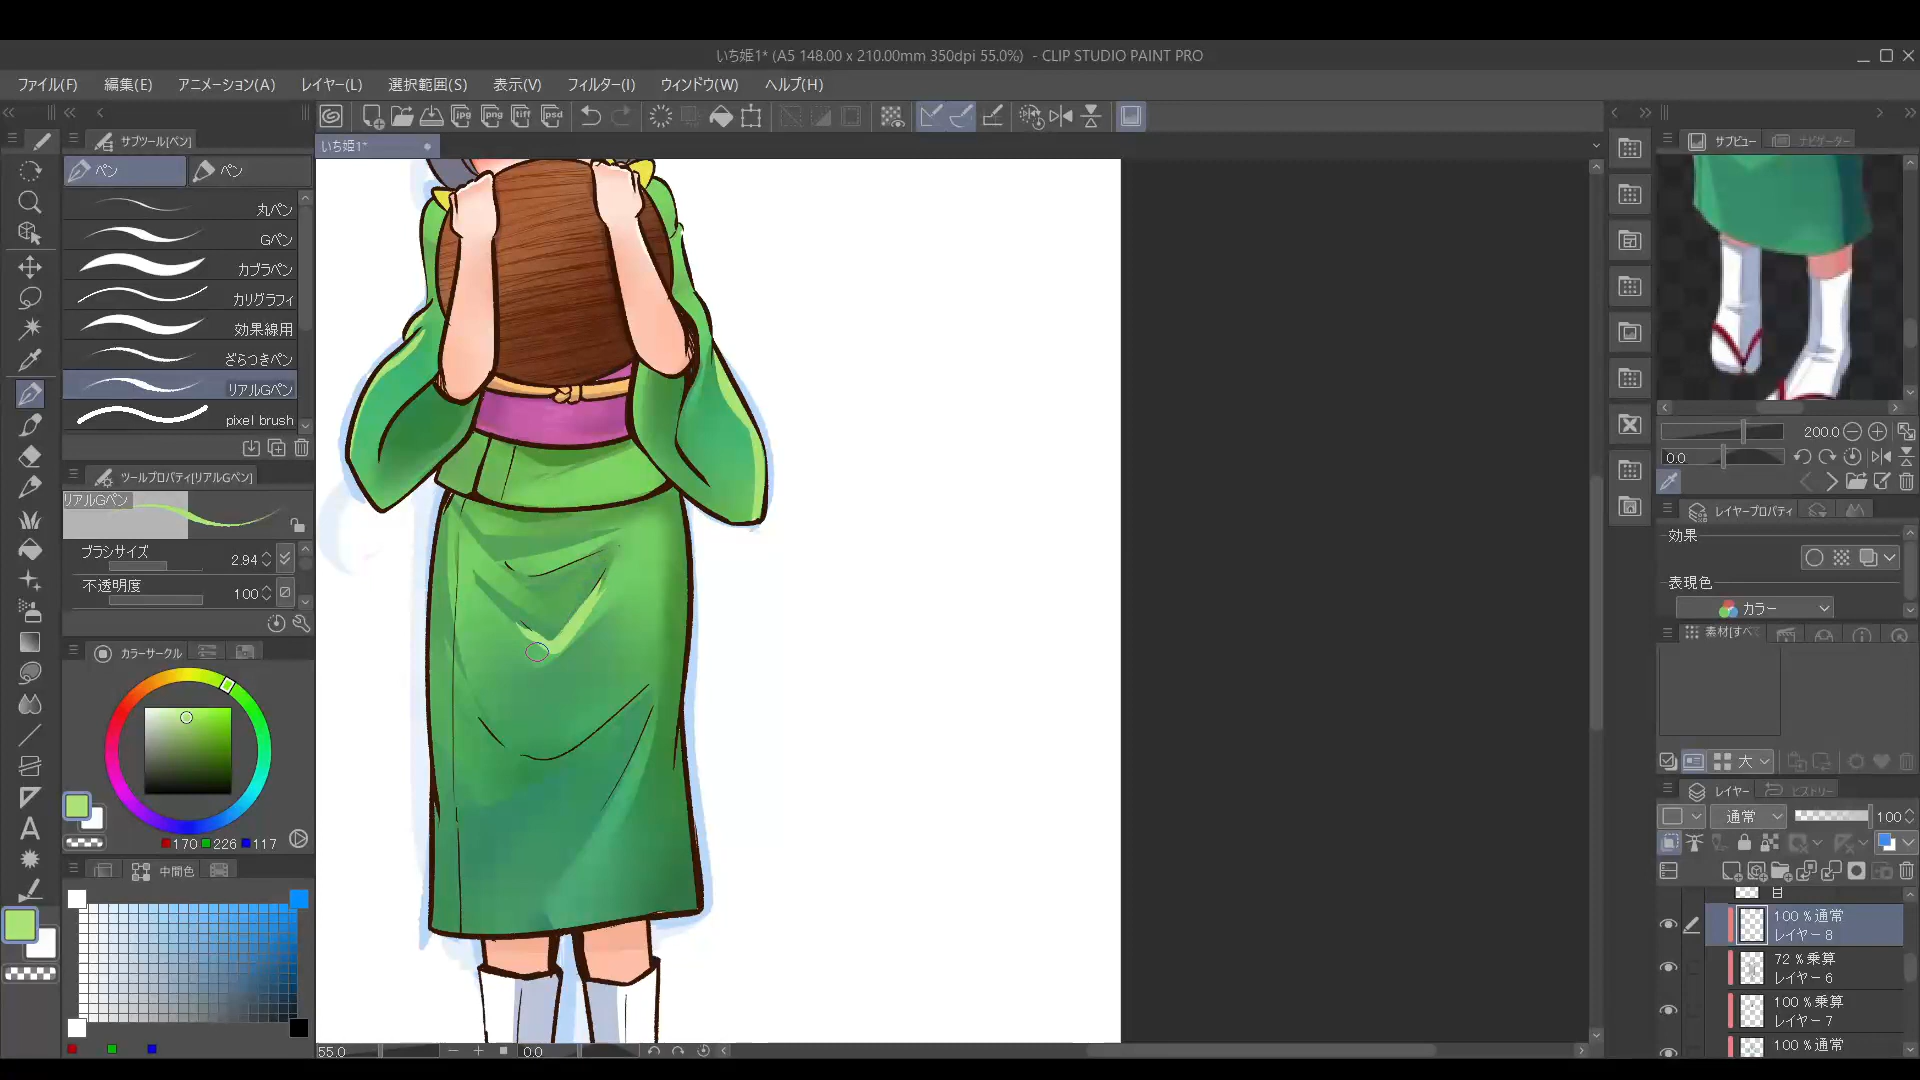 いち姫1* (A5 148.00 x 210.00mm 350dpi 55.0%) - CLIP STUDIO PAINT PRO
ファイル(F) 編集(E) アニメーション(A) レイヤー(L) 選択範囲(S) 表示(V) フィルター(I) ウィンドウ(W) ヘルプ(H)
jpg png tiff psd
サブツール[ペン]
いち姫1*
サブビュー ナビゲーター
ペン ペン
丸ペン
Gペン
カブラペン
カリグラフィ
効果線用
ざらつきペン
リアルGペン
pixel brush
ツールプロパティ[リアルGペン]
リアルGペン
ブラシサイズ 2.94
不透明度 100
カラーサークル
170 226 117
中間色
55.0 0.0
200.0
0.0
レイヤープロパティ
効果
表現色
カラー
素材[すべ
大
レイヤー ヒストリー
通常 100
目
100 %通常
レイヤー 8
72 %乗算
レイヤー 6
100 %乗算
レイヤー 7
100 %通常